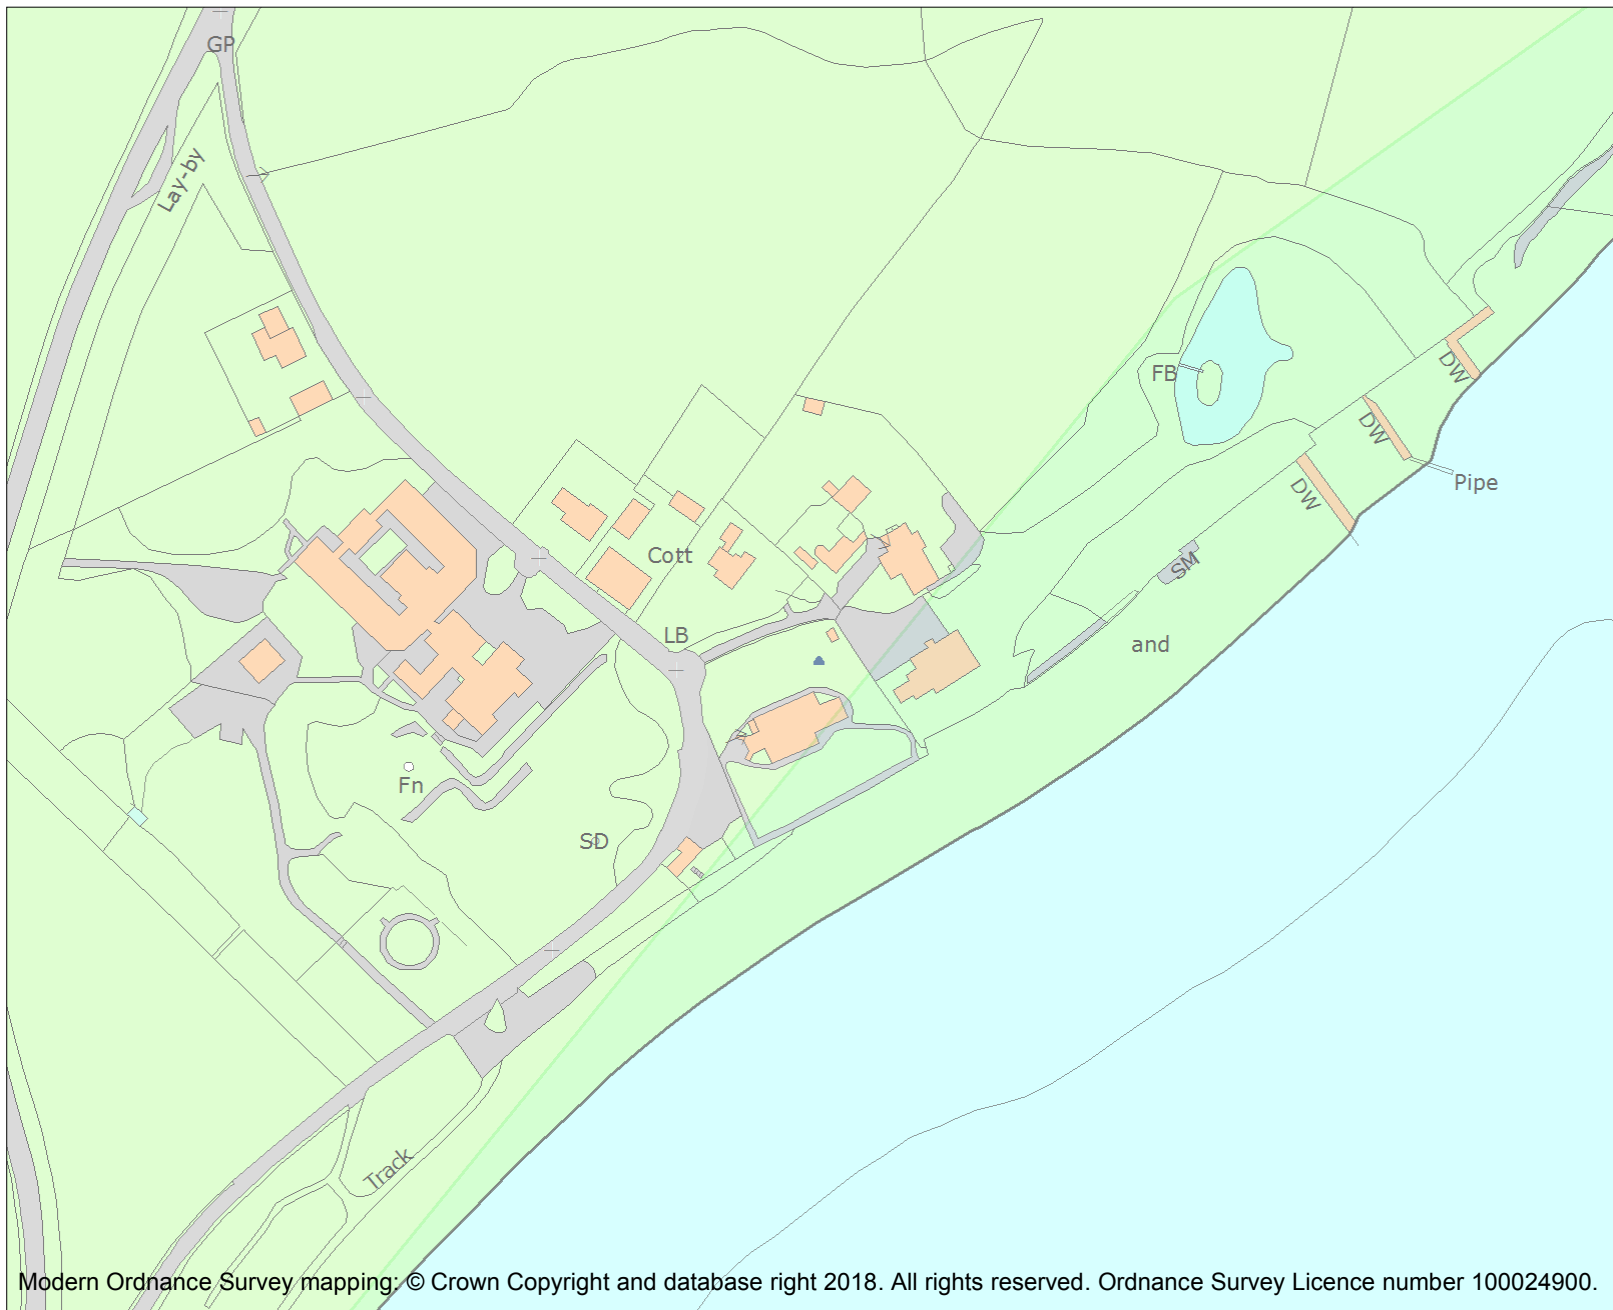 GP
Lay-by
FB
DW
DW
DW
Pipe
Cott
SM
LB
and
Fn
SD
Track
Modern Ordnance Survey mapping: © Crown Copyright and database right 2018. All rights reserved. Ordnance Survey Licence number 100024900.